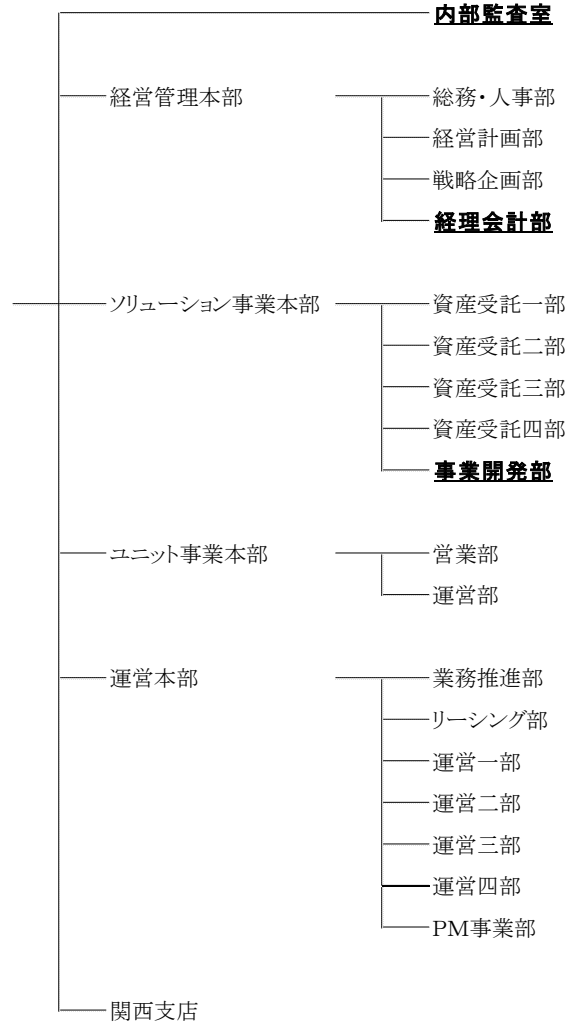 内部監査室
経営管理本部 総務・人事部
経営計画部
戦略企画部
経理会計部
ソリューション事業本部 資産受託一部
資産受託二部
資産受託三部
資産受託四部
事業開発部
ユニット事業本部 営業部
運営部
運営本部 業務推進部
リーシング部
運営一部
運営二部
運営三部
運営四部
PM事業部
関西支店